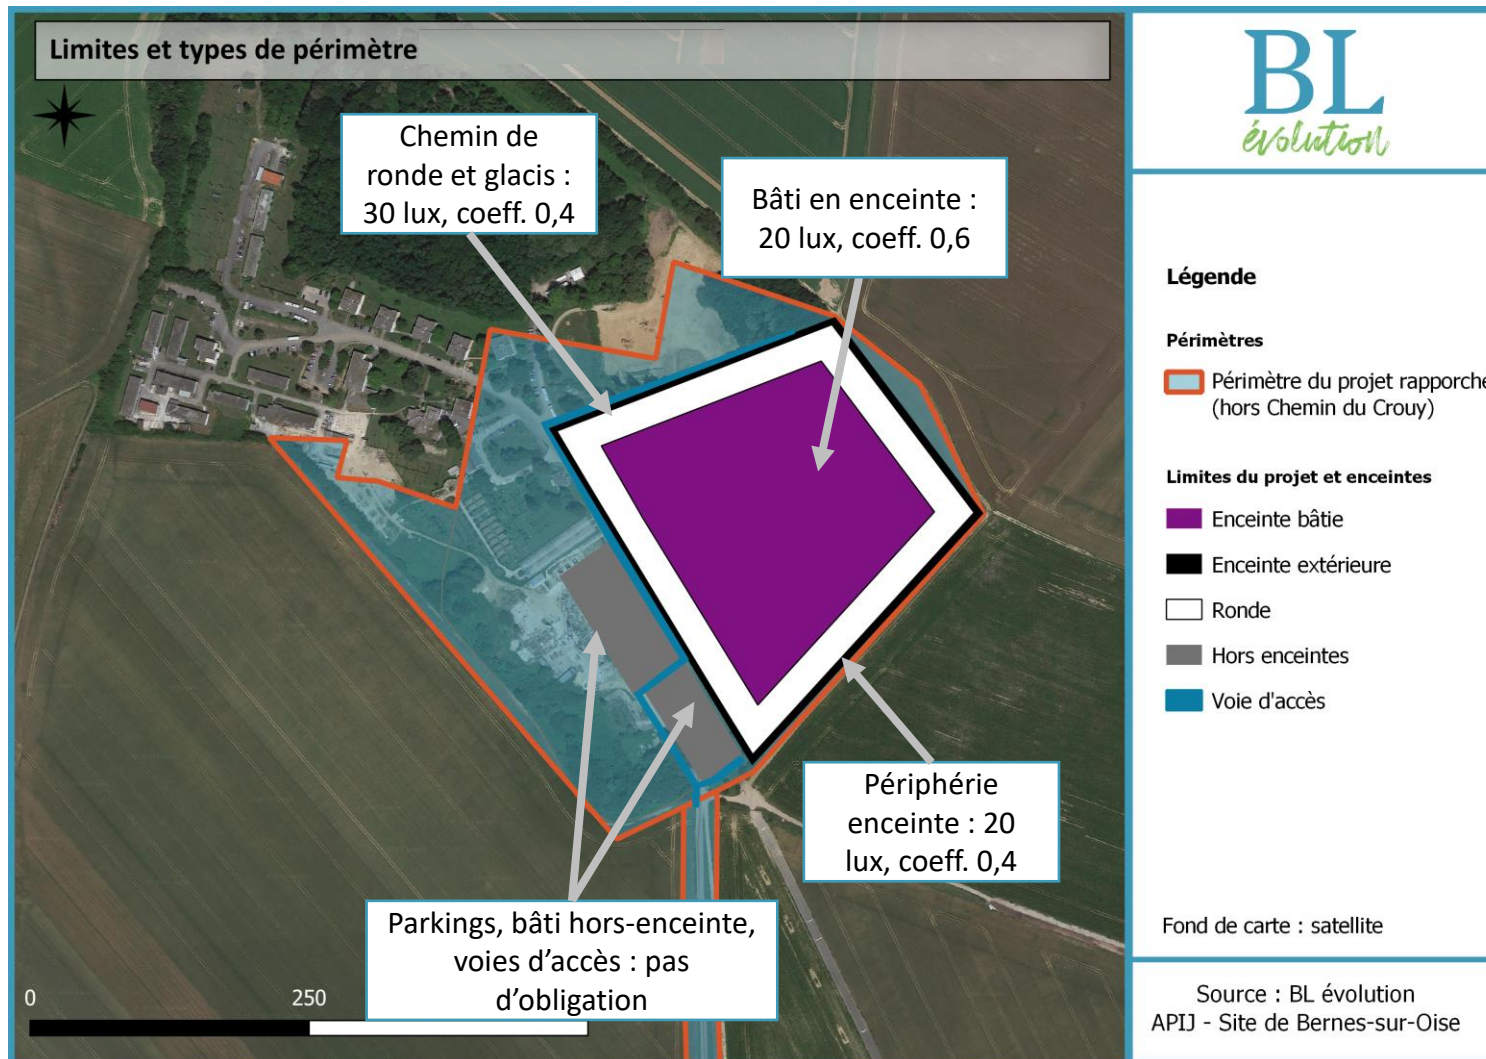 Limites et types de périmètre
Chemin de
ronde et glacis :
30 lux, coeff. 0,4
Bâti en enceinte :
20 lux, coeff. 0,6
Périphérie
enceinte : 20
lux, coeff. 0,4
Parkings, bâti hors-enceinte,
voies d’accès : pas
d’obligation
0
250
BL
évolution
Légende
Périmètres
Périmètre du projet rapporche
(hors Chemin du Crouy)
Limites du projet et enceintes
Enceinte bâtie
Enceinte extérieure
Ronde
Hors enceintes
Voie d'accès
Fond de carte : satellite
Source : BL évolution
APIJ - Site de Bernes-sur-Oise